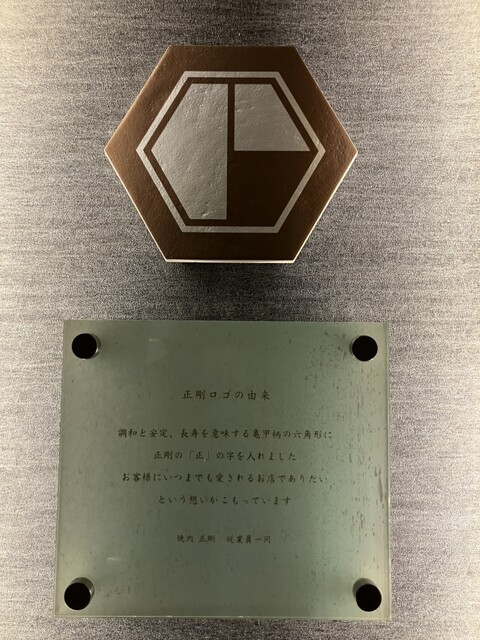 正剛ロゴの由来
調和と安定、長寿を意味する亀甲柄の六角形に
正剛の「正」の字を入れました
お客様にいつまでも愛されるお店でありたい
という想いがこもっています
焼肉 正剛 従業員一同